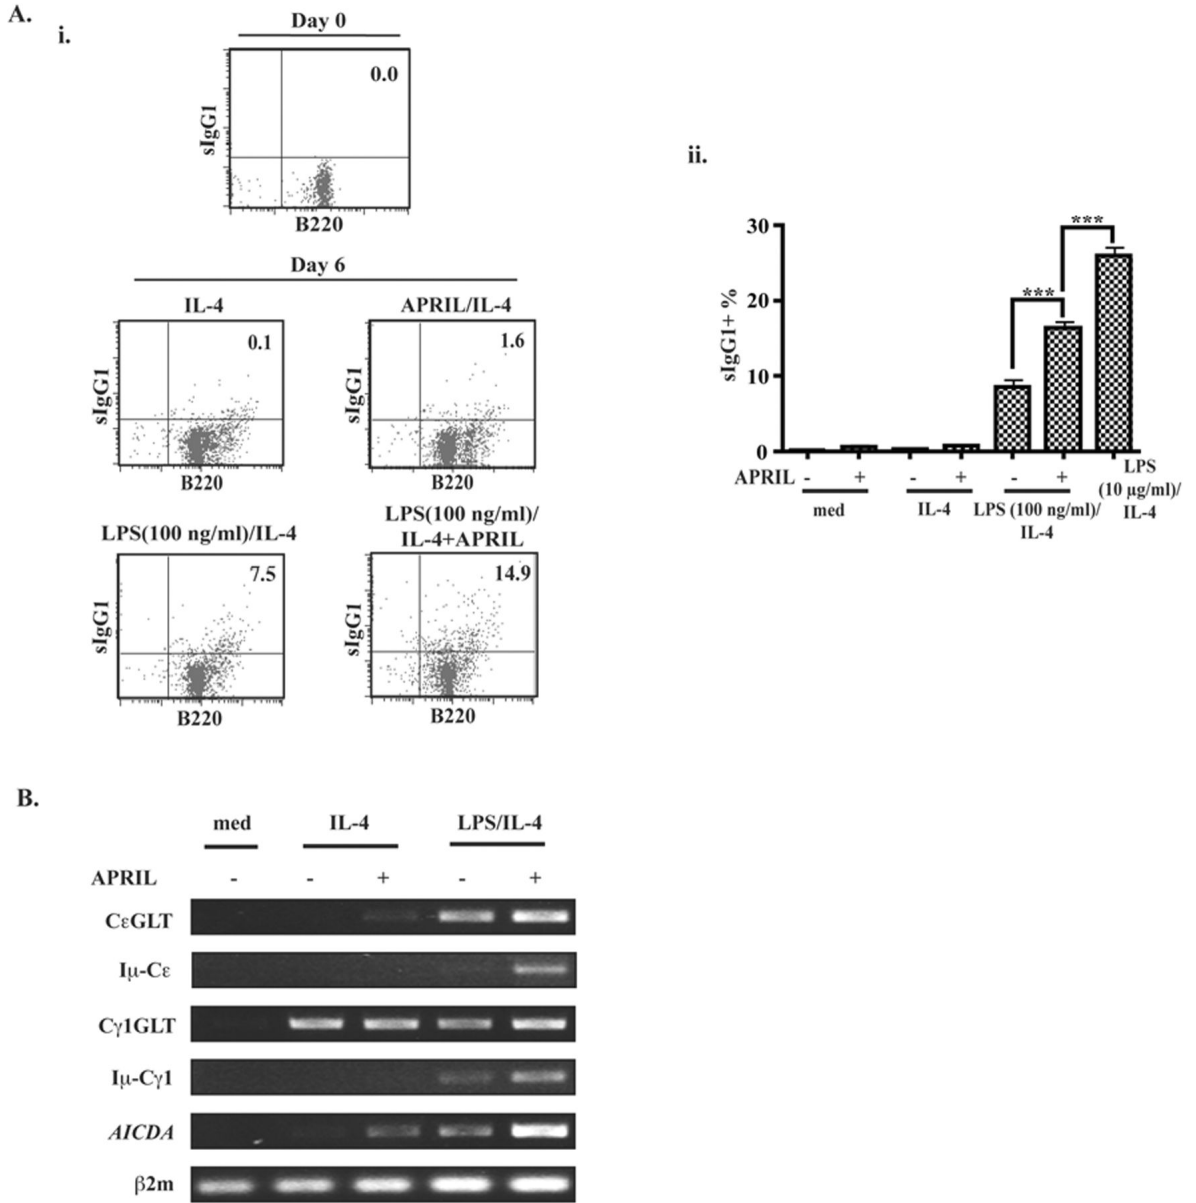 A.
i.
Day 0
0.0
sIgG1
B220
Day 6
IL-4
0.1
sIgG1
B220
APRIL/IL-4
1.6
sIgG1
B220
LPS(100 ng/ml)/IL-4
7.5
sIgG1
B220
LPS(100 ng/ml)/
IL-4+APRIL
14.9
sIgG1
B220
ii.
sIgG1+ %
30
20
10
0
***
***
APRIL - + - + - +
med
IL-4
LPS (100 ng/ml)/
IL-4
LPS
(10 µg/ml)/
IL-4
B.
med IL-4 LPS/IL-4
APRIL - - + - +
CεGLT
Iµ-Cε
Cγ1GLT
Iµ-Cγ1
AICDA
β2m